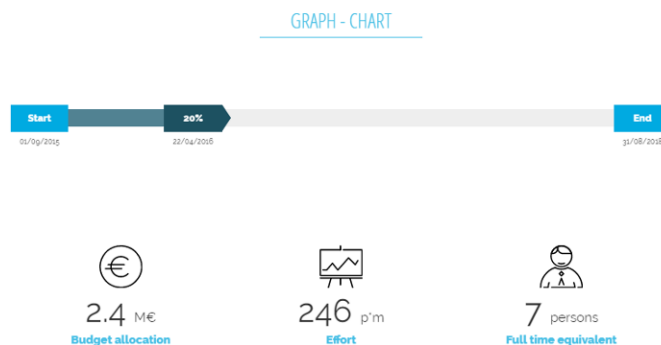 GRAPH - CHART
Start 20% End
01/09/2015 22/04/2016 31/08/2018
€
2.4 M€ 246 p*m 7 persons
Budget allocation Effort Full time equivalent